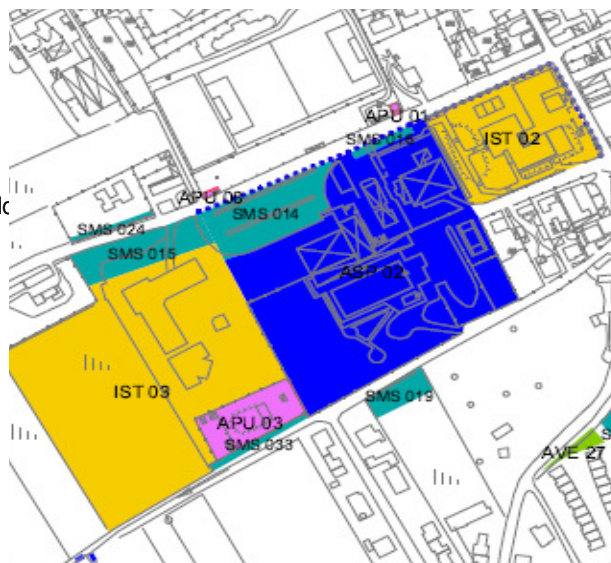 APU 01
SMS 013
IST 02
APU 06
SMS 014
SMS 024
SMS 015
ASP 02
IST 03
SMS 019
APU 03
SMS 033
AVE 27